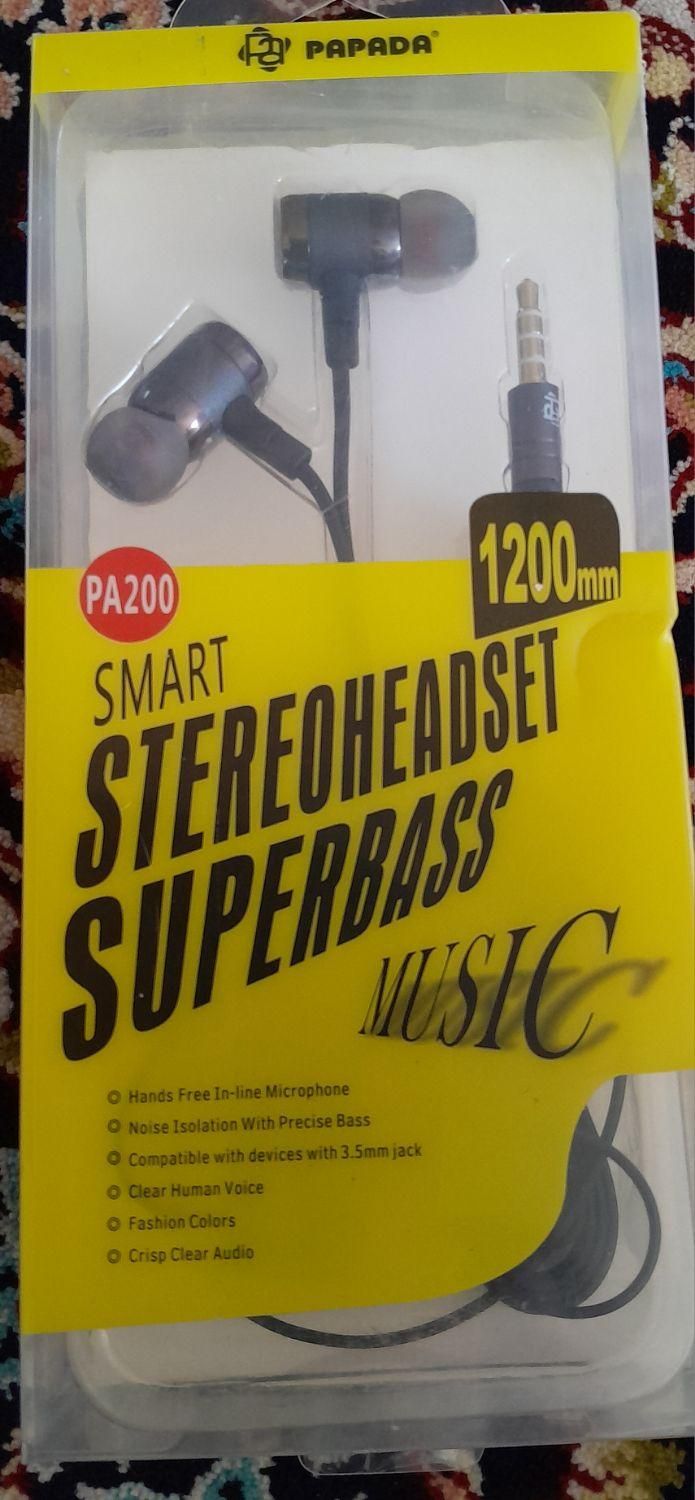 PAPADA®
1200mm
PA200
SMART
STEREOHEADSET
SUPERBASS
MUSIC
Hands Free In-line Microphone
Noise Isolation With Precise Bass
Compatible with devices with 3.5mm jack
Clear Human Voice
Fashion Colors
Crisp Clear Audio